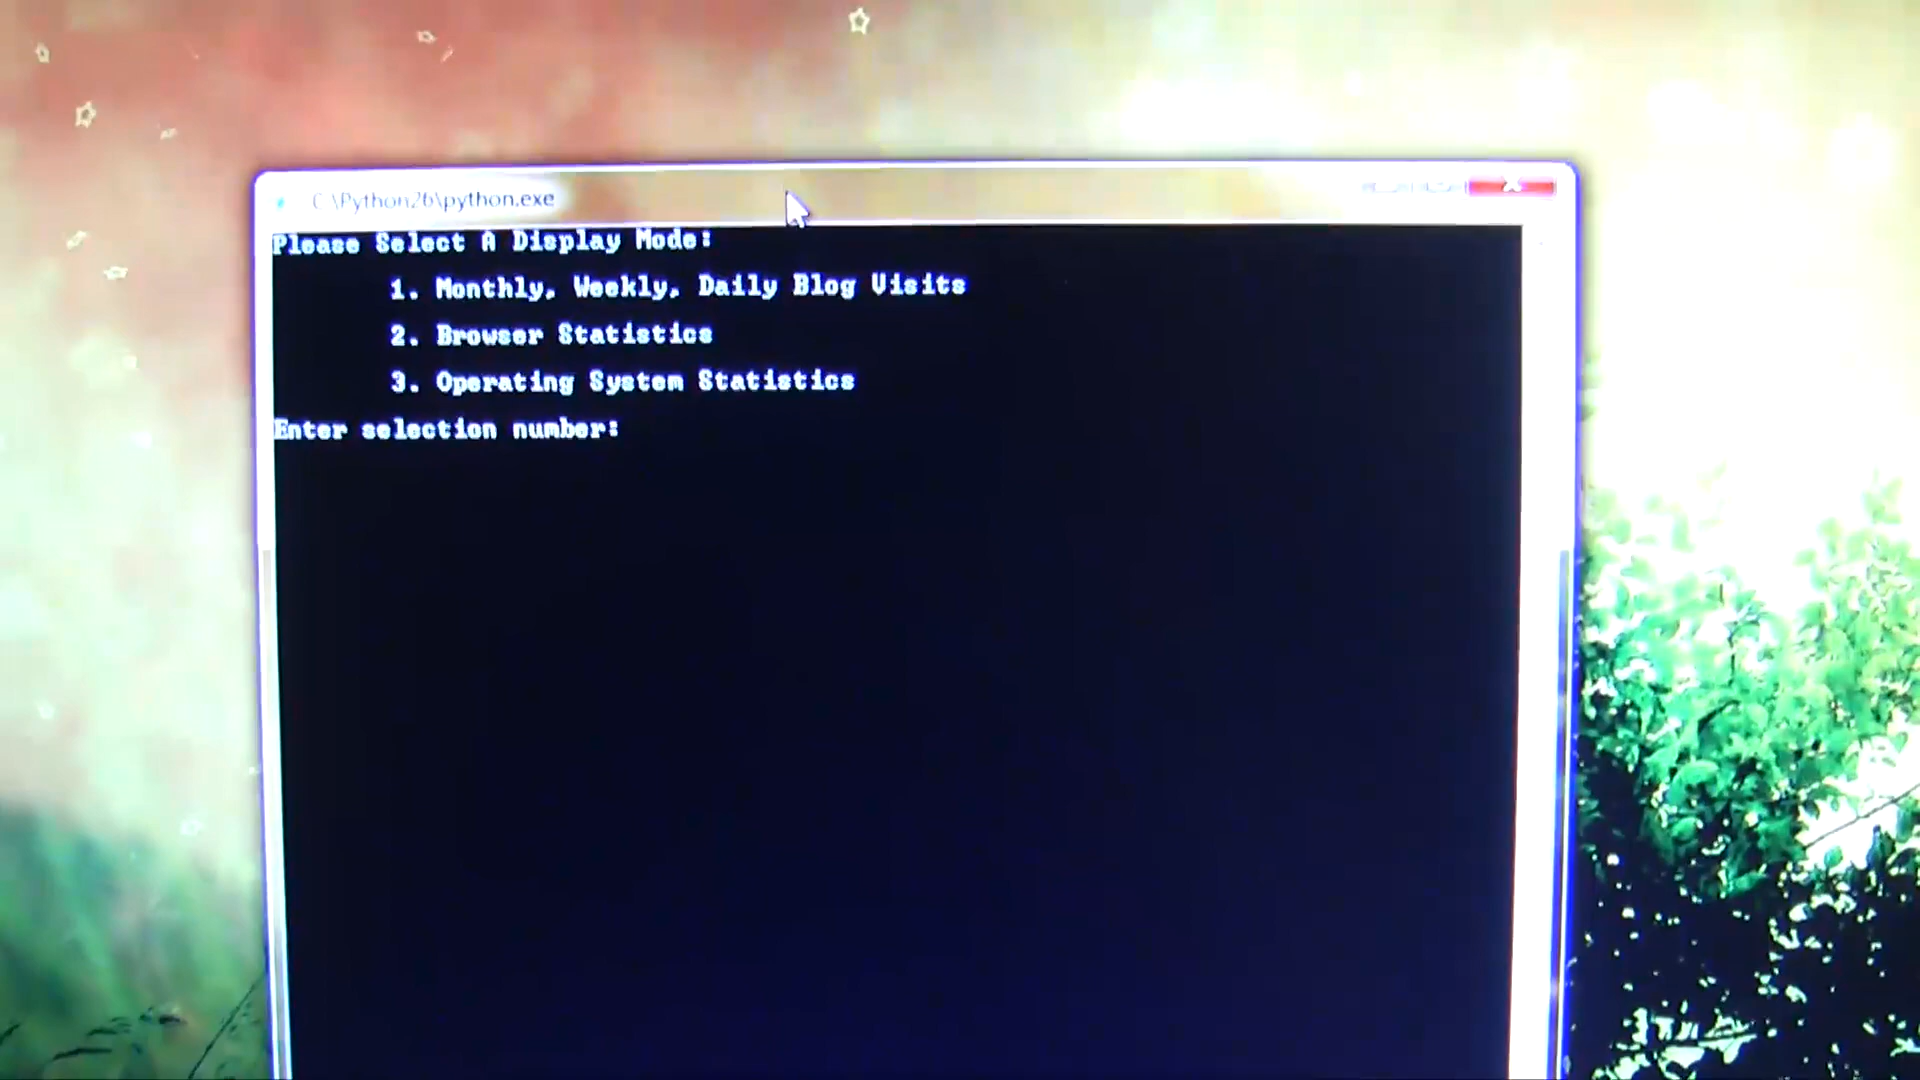 C:\Python26\python.exe
Please Select A Display Mode:
1. Monthly, Weekly, Daily Blog Visits
2. Browser Statistics
3. Operating System Statistics
Enter selection number: